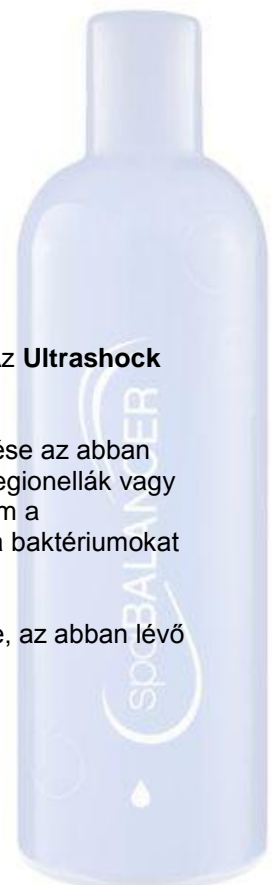 Az Ultrashock
ése az abban
egionellák vagy
m a
a baktériumokat
e, az abban lévő
spaBALANCER